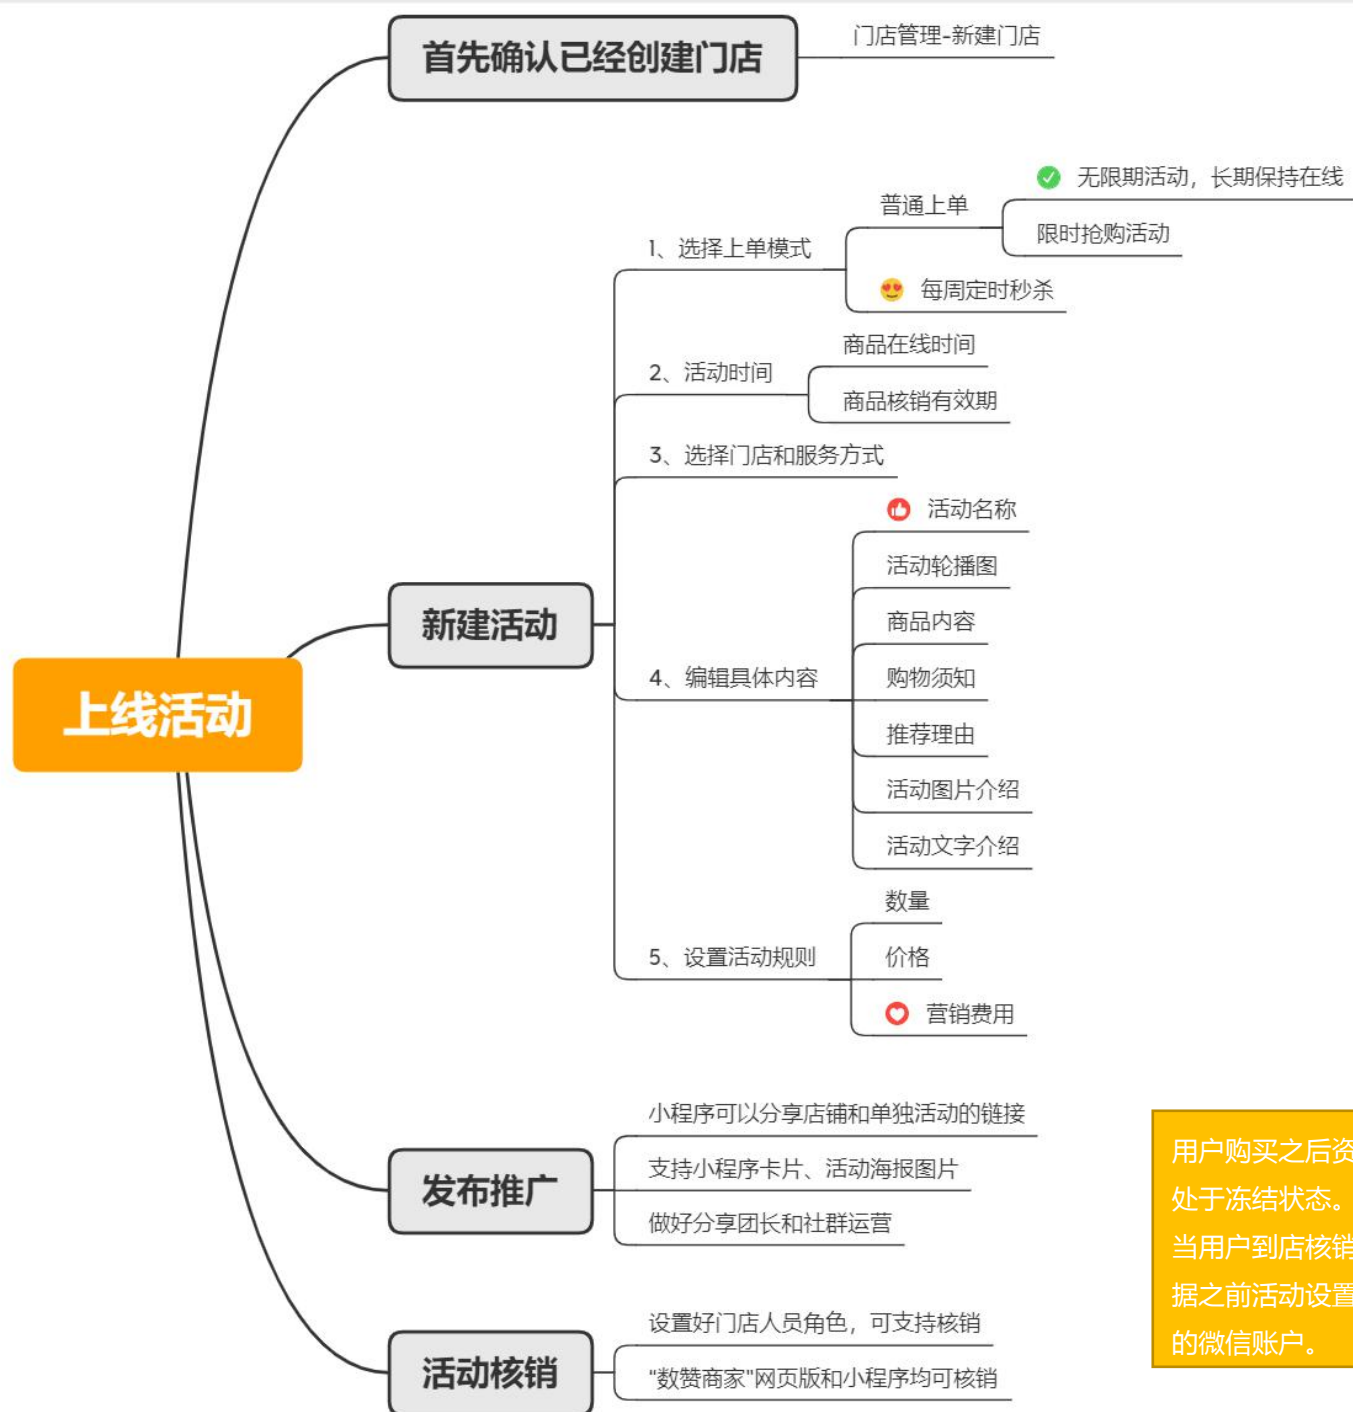 首先确认已经创建门店
门店管理-新建门店
上线活动
新建活动
1、选择上单模式
普通上单
无限期活动，长期保持在线
限时抢购活动
每周定时秒杀
2、活动时间
商品在线时间
商品核销有效期
3、选择门店和服务方式
4、编辑具体内容
活动名称
活动轮播图
商品内容
购物须知
推荐理由
活动图片介绍
活动文字介绍
5、设置活动规则
数量
价格
营销费用
发布推广
小程序可以分享店铺和单独活动的链接
支持小程序卡片、活动海报图片
做好分享团长和社群运营
活动核销
设置好门店人员角色，可支持核销
“数赞商家"网页版和小程序均可核销
用户购买之后资
处于冻结状态。
当用户到店核销
据之前活动设置
的微信账户。